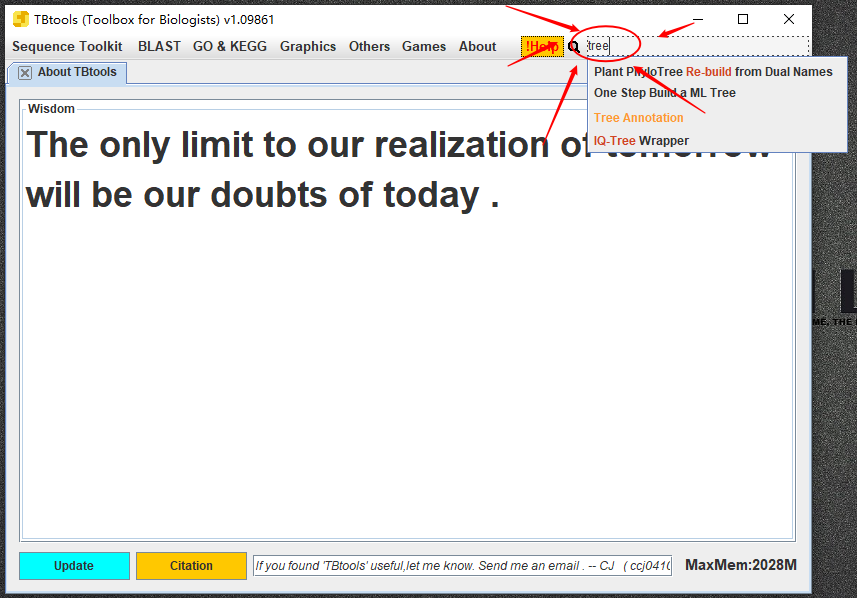 TBtools (Toolbox for Biologists) v1.09861
Sequence Toolkit BLAST GO & KEGG Graphics Others Games About !Help tree
About TBtools
Plant PhyloTree Re-build from Dual Names
One Step Build a ML Tree
Tree Annotation
IQ-Tree Wrapper
Wisdom
The only limit to our realization of tomorrow
will be our doubts of today .
ME, THE
Update Citation If you found 'TBtools' useful,let me know. Send me an email . -- CJ ( ccj041 MaxMem:2028M